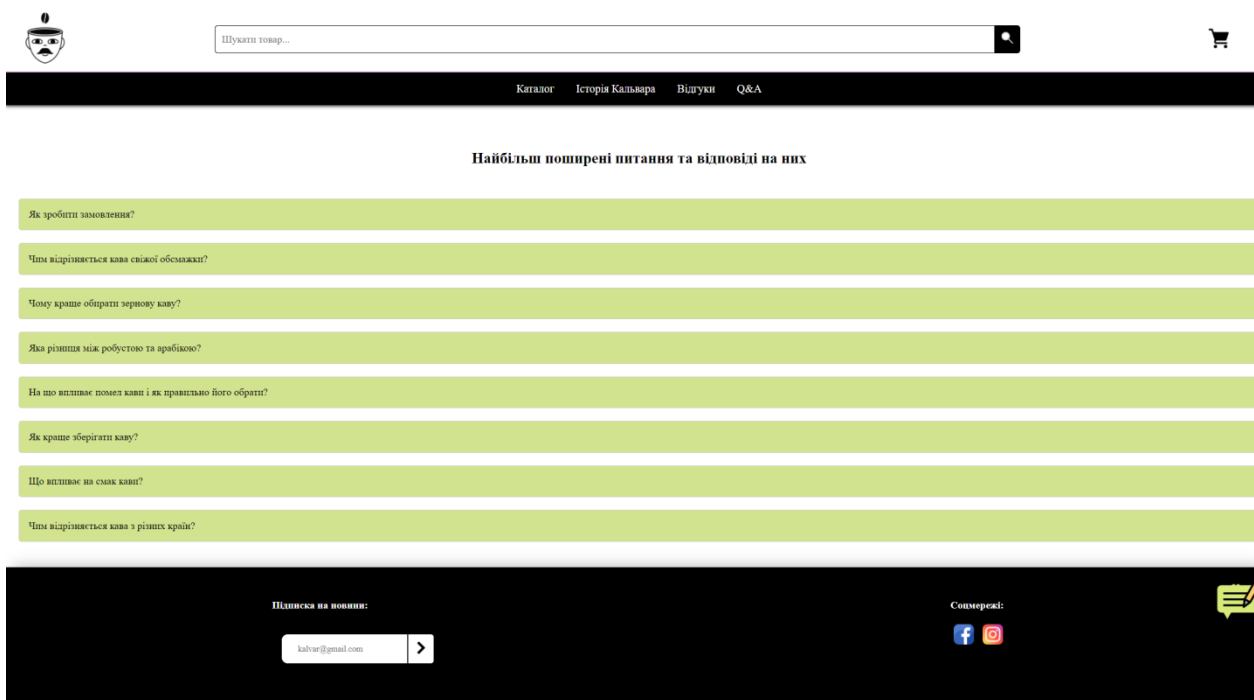 Шукати товар...
Каталог Історія Кальвара Відгуки Q&A
Найбільш поширені питання та відповіді на них
Як зробити замовлення?
Чим відрізняється кава свіжої обсмажки?
Чому краще обирати зернову каву?
Яка різниця між робустою та арабікою?
На що впливає помел кави і як правильно його обрати?
Як краще зберігати каву?
Що впливає на смак кави?
Чим відрізняється кава з різних країн?
Підписка на новини:
kalvar@gmail.com
Соцмережі: